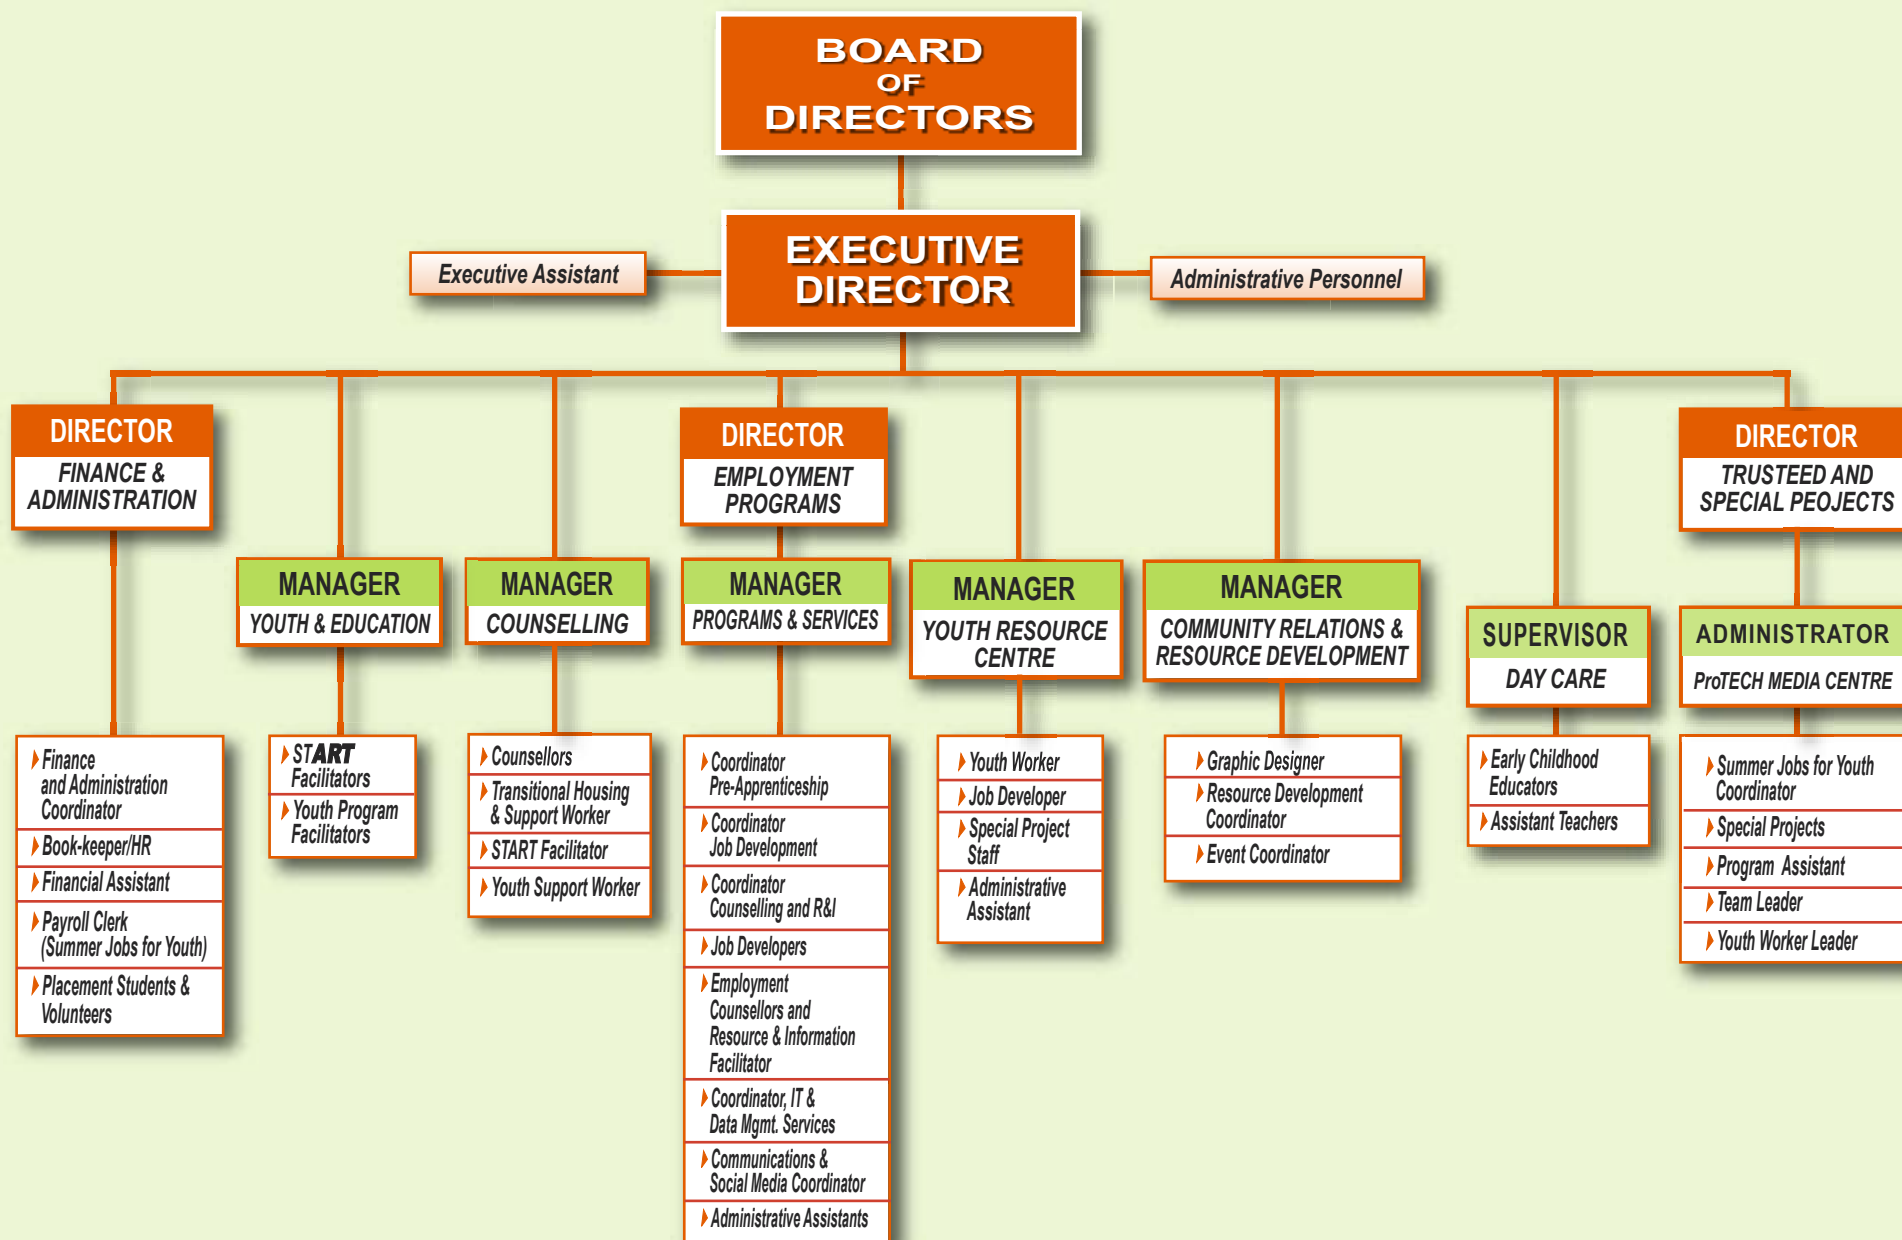 BOARD
OF
DIRECTORS
EXECUTIVE
DIRECTOR
Executive Assistant
Administrative Personnel
DIRECTOR
FINANCE &
ADMINISTRATION
DIRECTOR
EMPLOYMENT
PROGRAMS
DIRECTOR
TRUSTEED AND
SPECIAL PEOJECTS
MANAGER
YOUTH & EDUCATION
MANAGER
COUNSELLING
MANAGER
PROGRAMS & SERVICES
MANAGER
YOUTH RESOURCE
CENTRE
MANAGER
COMMUNITY RELATIONS &
RESOURCE DEVELOPMENT
SUPERVISOR
DAY CARE
ADMINISTRATOR
ProTECH MEDIA CENTRE
Finance
and Administration
Coordinator
Book-keeper/HR
Financial Assistant
Payroll Clerk
(Summer Jobs for Youth)
Placement Students &
Volunteers
START
Facilitators
Youth Program
Facilitators
Counsellors
Transitional Housing
& Support Worker
START Facilitator
Youth Support Worker
Coordinator
Pre-Apprenticeship
Coordinator
Job Development
Coordinator
Counselling and R&I
Job Developers
Employment
Counsellors and
Resource & Information
Facilitator
Coordinator, IT &
Data Mgmt. Services
Communications &
Social Media Coordinator
Administrative Assistants
Youth Worker
Job Developer
Special Project
Staff
Administrative
Assistant
Graphic Designer
Resource Development
Coordinator
Event Coordinator
Early Childhood
Educators
Assistant Teachers
Summer Jobs for Youth
Coordinator
Special Projects
Program Assistant
Team Leader
Youth Worker Leader